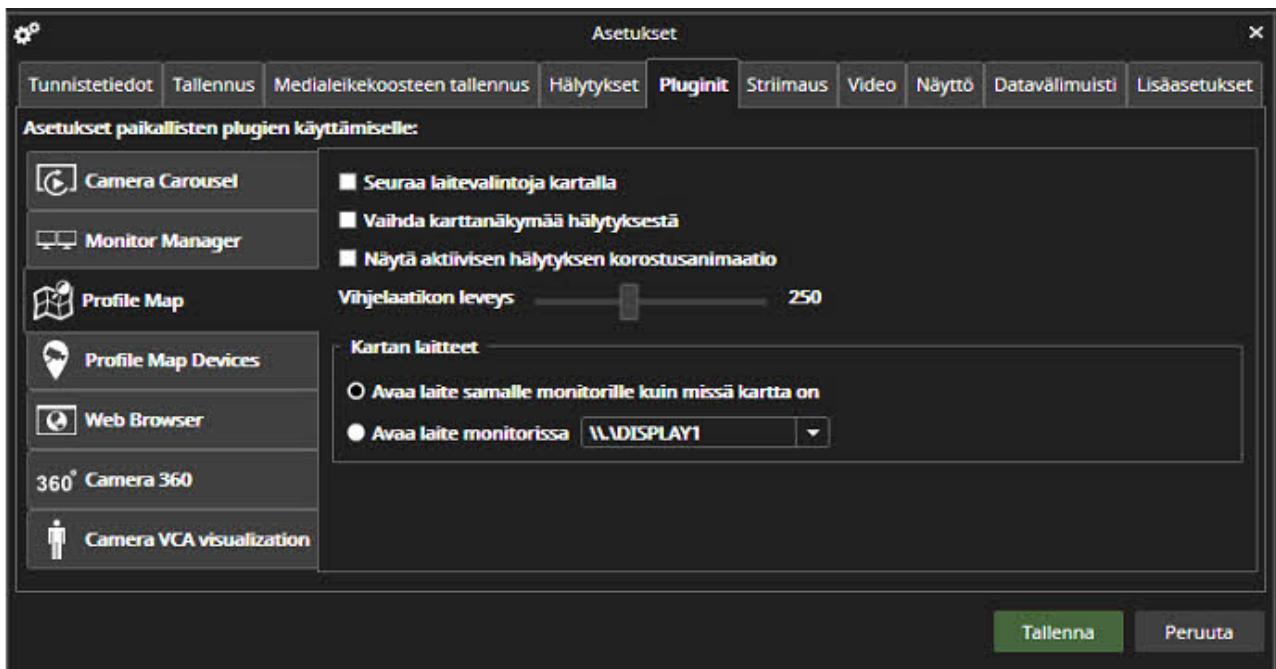 Asetukset
Tunnistetiedot Tallennus Medialeikekoosteen tallennus Hälytykset Pluginit Striimaus Video Näyttö Datavälimuisti Lisäasetukset
Asetukset paikallisten plugien käyttämiselle:
Camera Carousel
Monitor Manager
Profile Map
Profile Map Devices
Web Browser
360° Camera 360
Camera VCA visualization
Seuraa laitevalintoja kartalla
Vaihda karttanäkymää hälytyksestä
Näytä aktiivisen hälytyksen korostusanimaatio
Vihjelaatikon leveys 250
Kartan laitteet
Avaa laite samalle monitorille kuin missä kartta on
Avaa laite monitorissa \\.\DISPLAY1
Tallenna Peruuta